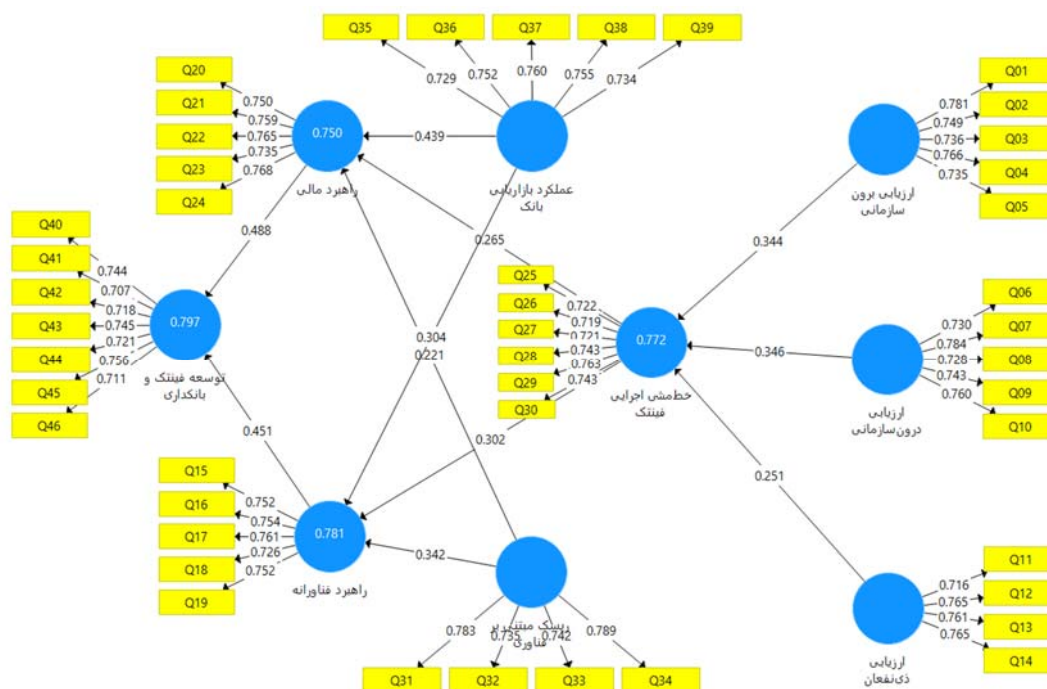 Q35
Q36
Q37
Q38
Q39
0.729
0.752
0.760
0.755
0.734
Q20
Q21
Q22
Q23
Q24
0.750
0.759
0.765
0.735
0.768
0.750
راهبرد مالی
0.439
عملکرد بازاریابی
بانک
Q01
Q02
Q03
Q04
Q05
0.781
0.749
0.736
0.766
0.735
ارزیابی برون
سازمانی
0.344
0.265
0.488
Q40
Q41
Q42
Q43
Q44
Q45
Q46
0.744
0.707
0.718
0.745
0.721
0.756
0.711
0.797
توسعه فینتک و
بانکداری
0.304
0.221
Q25
Q26
Q27
Q28
Q29
Q30
0.722
0.719
0.721
0.743
0.763
0.743
0.772
خط‌مشی اجرایی
فینتک
0.346
Q06
Q07
Q08
Q09
Q10
0.730
0.784
0.728
0.743
0.760
ارزیابی
درون‌سازمانی
0.451
0.302
0.251
Q15
Q16
Q17
Q18
Q19
0.752
0.754
0.761
0.726
0.752
0.781
راهبرد فناورانه
0.342
ریسک مبتنی بر
فناوری
0.783
0.735
0.742
0.789
Q31
Q32
Q33
Q34
Q11
Q12
Q13
Q14
0.716
0.765
0.761
0.765
ارزیابی
ذی‌نفعان